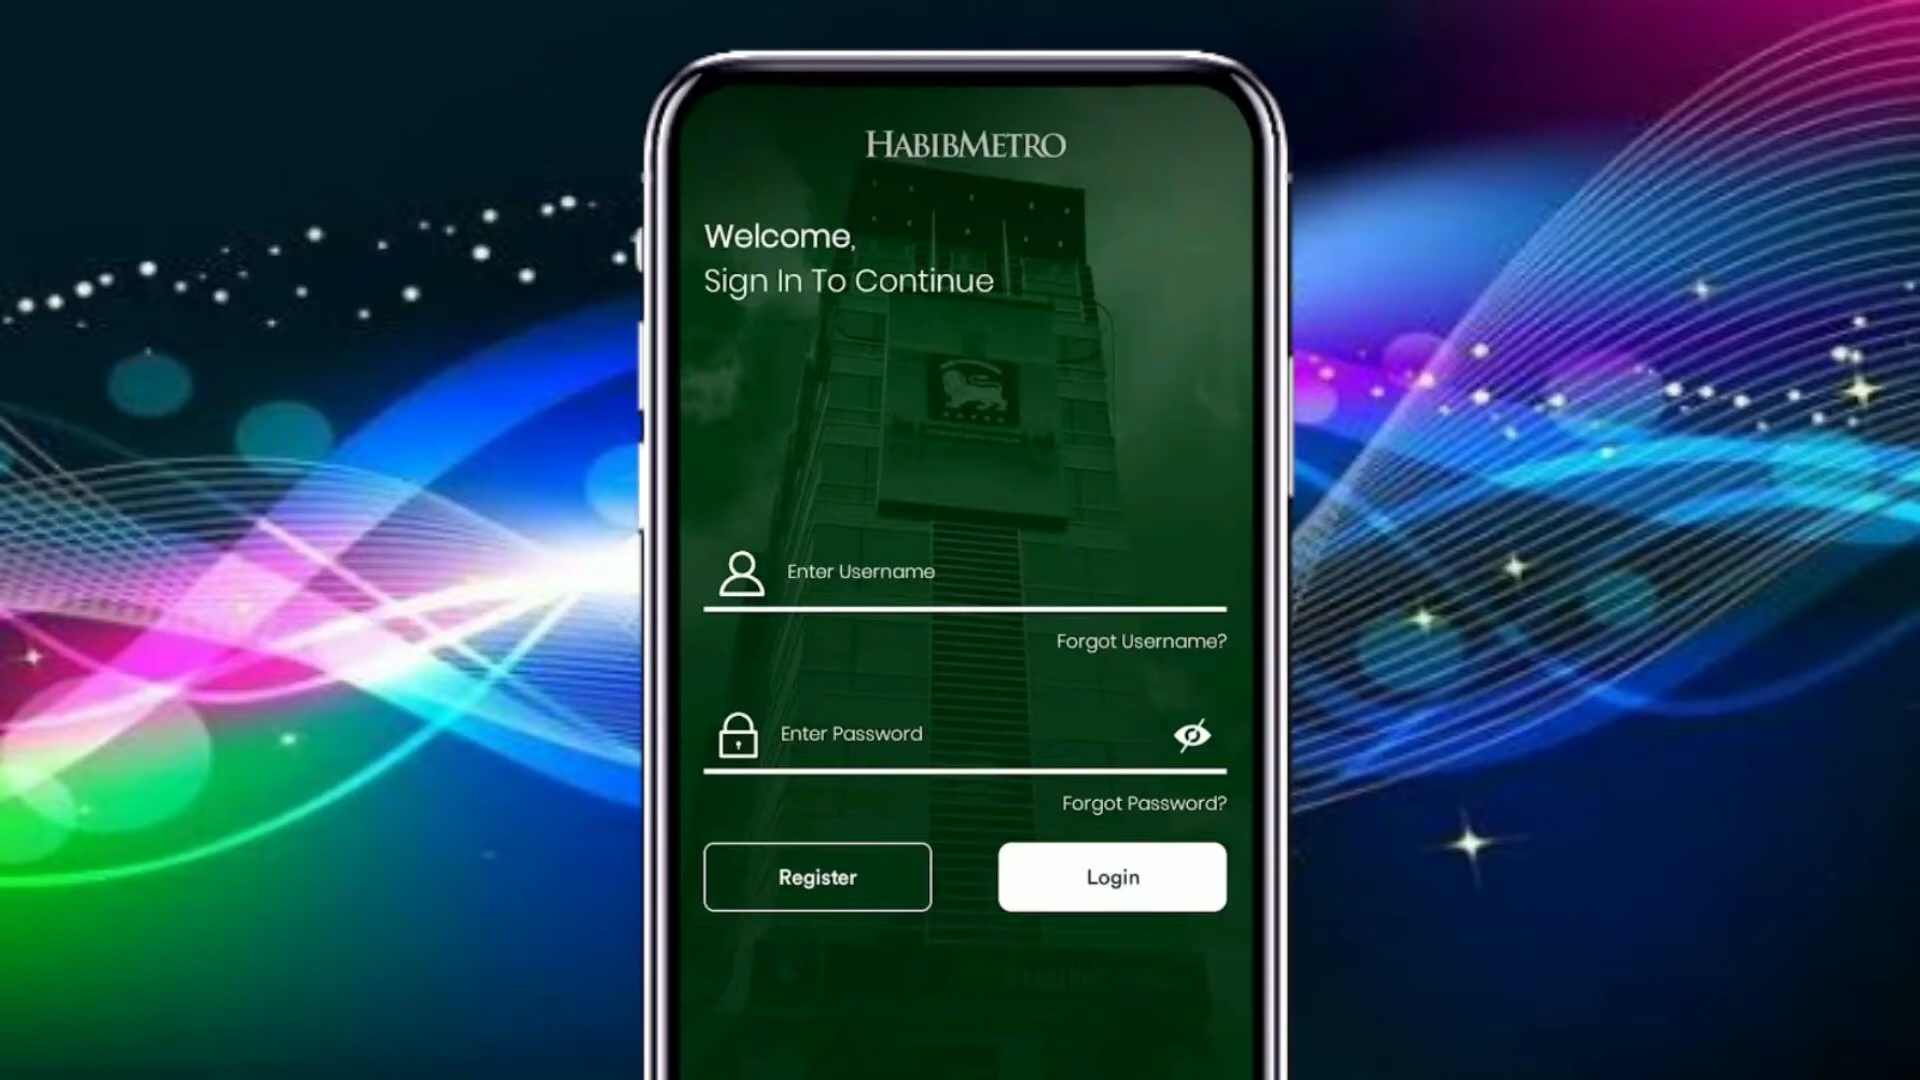 HABIBMETRO
Welcome,
Sign In To Continue
Enter Username
Forgot Username?
Enter Password
Forgot Password?
Register
Login